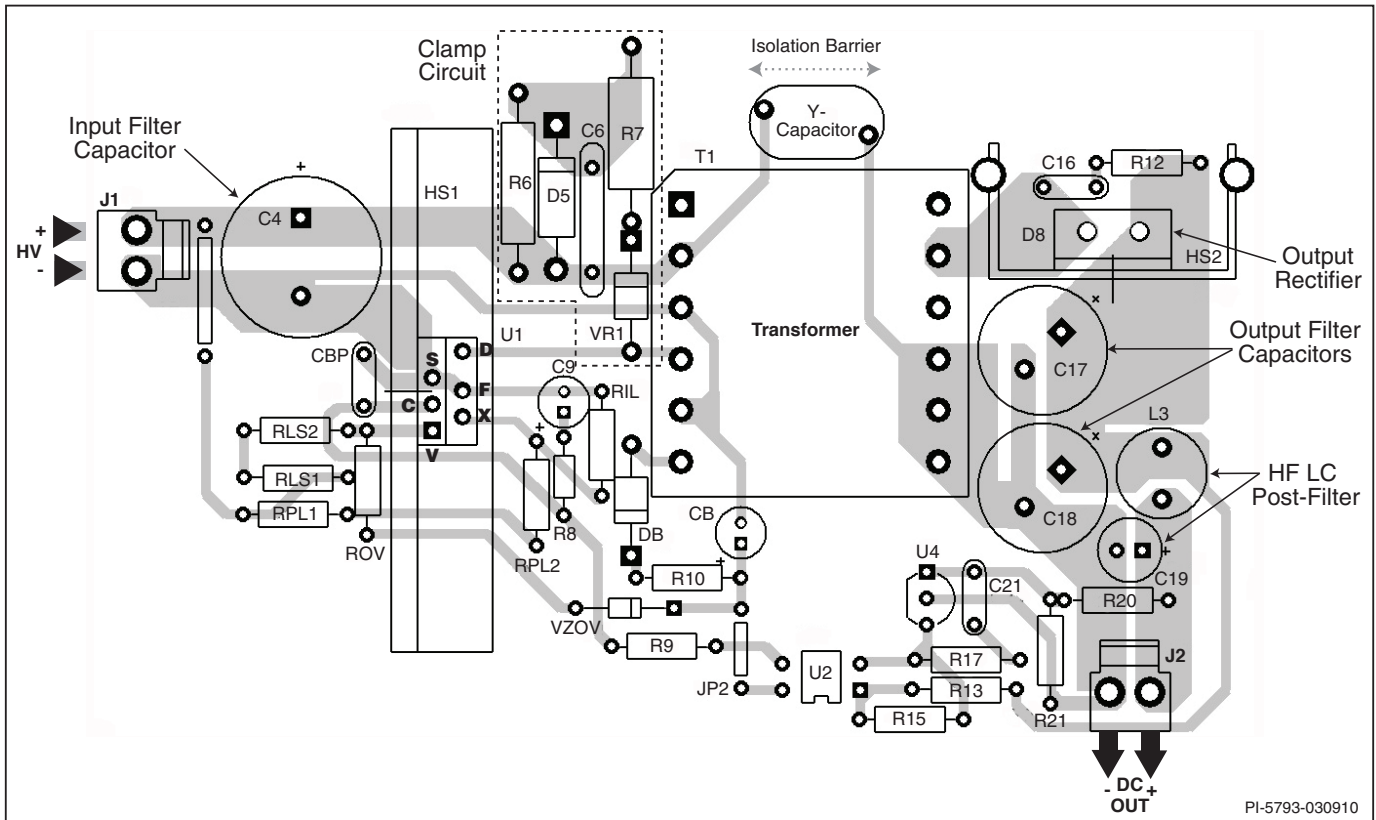 Clamp
Circuit
Isolation Barrier
Y-
Capacitor
Input Filter
Capacitor
+
C6
R7
T1
C16
R12
R6
D5
HS1
J1
C4
+
HV
-
D8
HS2
Output
Rectifier
Transformer
VR1
U1
D
S
F
C
X
V
CBP
C9
+
RIL
C17
Output Filter
Capacitors
L3
RLS2
RLS1
RPL1
ROV
RPL2
R8
DB
CB
+
C18
HF LC
Post-Filter
+
C19
U4
C21
R10
R20
VZOV
R9
JP2
U2
R17
R13
R15
R21
J2
- DC +
OUT
PI-5793-030910